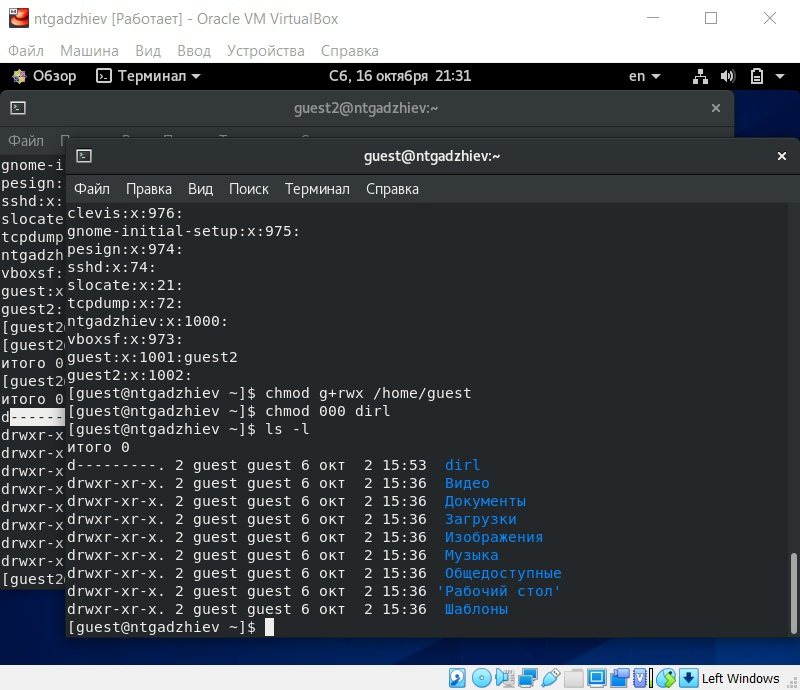 ntgadzhiev [Работает] - Oracle VM VirtualBox
Файл Машина Вид Ввод Устройства Справка
Обзор Терминал Сб, 16 октября 21:31 en
guest2@ntgadzhiev:~
Файл
gnome-i
pesign:
sshd:x:
slocate
tcpdump
ntgadzh
vboxsf:
guest:x
guest2:
[guest2
[guest2
итого 0
[guest2
итого 0
d------
drwxr-x
drwxr-x
drwxr-x
drwxr-x
drwxr-x
drwxr-x
drwxr-x
drwxr-x
[guest2
guest@ntgadzhiev:~
Файл Правка Вид Поиск Терминал Справка
clevis:x:976:
gnome-initial-setup:x:975:
pesign:x:974:
sshd:x:74:
slocate:x:21:
tcpdump:x:72:
ntgadzhiev:x:1000:
vboxsf:x:973:
guest:x:1001:guest2
guest2:x:1002:
[guest@ntgadzhiev ~]$ chmod g+rwx /home/guest
[guest@ntgadzhiev ~]$ chmod 000 dirl
[guest@ntgadzhiev ~]$ ls -l
итого 0
d---------. 2 guest guest 6 окт  2 15:53  dirl
drwxr-xr-x. 2 guest guest 6 окт  2 15:36  Видео
drwxr-xr-x. 2 guest guest 6 окт  2 15:36  Документы
drwxr-xr-x. 2 guest guest 6 окт  2 15:36  Загрузки
drwxr-xr-x. 2 guest guest 6 окт  2 15:36  Изображения
drwxr-xr-x. 2 guest guest 6 окт  2 15:36  Музыка
drwxr-xr-x. 2 guest guest 6 окт  2 15:36  Общедоступные
drwxr-xr-x. 2 guest guest 6 окт  2 15:36 'Рабочий стол'
drwxr-xr-x. 2 guest guest 6 окт  2 15:36  Шаблоны
[guest@ntgadzhiev ~]$
Left Windows